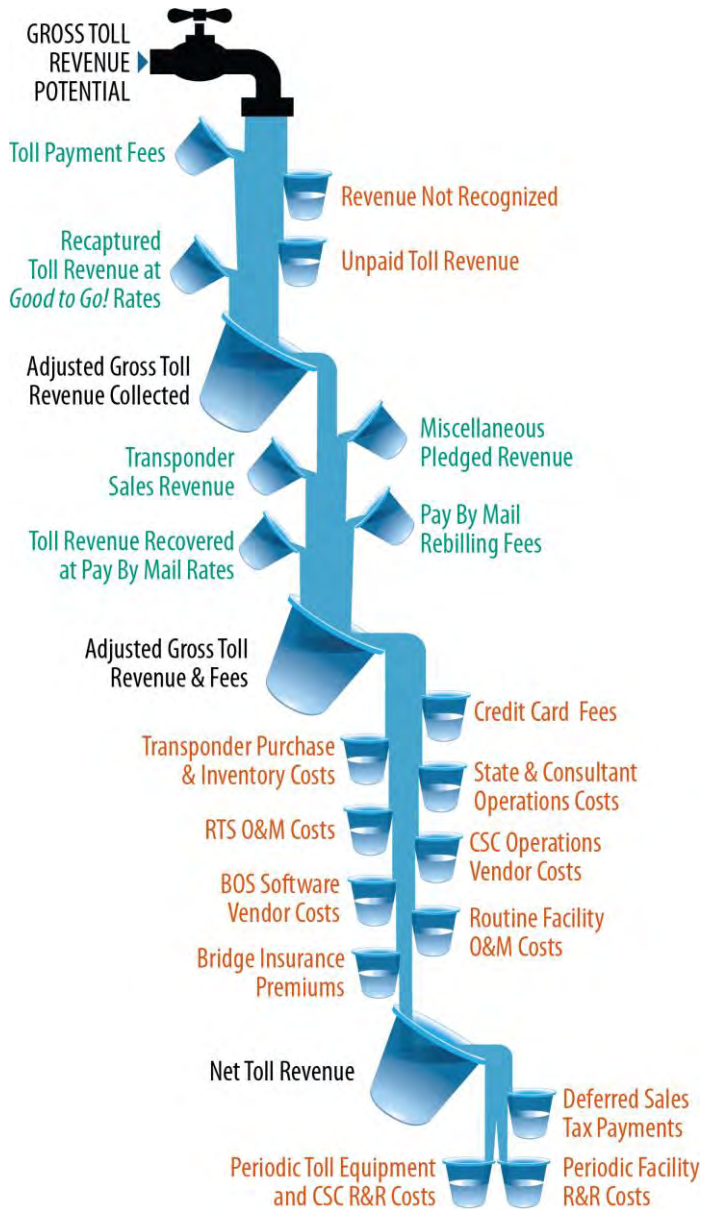 GROSS TOLL
REVENUE
POTENTIAL
Toll Payment Fees
Revenue Not Recognized
Recaptured
Toll Revenue at
Good to Go! Rates
Unpaid Toll Revenue
Adjusted Gross Toll
Revenue Collected
Miscellaneous
Pledged Revenue
Transponder
Sales Revenue
Pay By Mail
Rebilling Fees
Toll Revenue Recovered
at Pay By Mail Rates
Adjusted Gross Toll
Revenue & Fees
Credit Card Fees
Transponder Purchase
& Inventory Costs
State & Consultant
Operations Costs
RTS O&M Costs
CSC Operations
Vendor Costs
BOS Software
Vendor Costs
Routine Facility
O&M Costs
Bridge Insurance
Premiums
Net Toll Revenue
Deferred Sales
Tax Payments
Periodic Toll Equipment
and CSC R&R Costs
Periodic Facility
R&R Costs